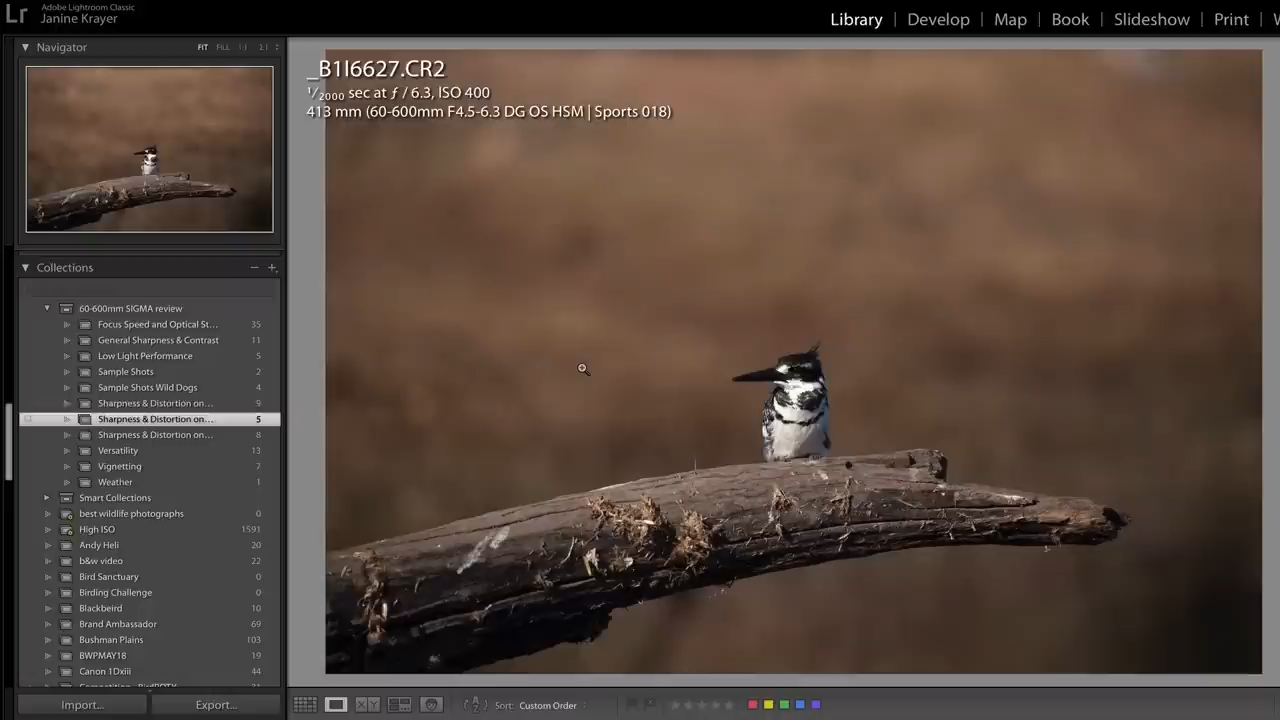 Lr
Adobe Lightroom Classic
Janine Krayer
Library | Develop | Map | Book | Slideshow | Print |
Navigator
FIT FILL 1:1 2:1
_B1I6627.CR2
1/2000 sec at ƒ / 6.3, ISO 400
413 mm (60-600mm F4.5-6.3 DG OS HSM | Sports 018)
Collections
60-600mm SIGMA review
Focus Speed and Optical St... 35
General Sharpness & Contrast 11
Low Light Performance 5
Sample Shots 2
Sample Shots Wild Dogs 4
Sharpness & Distortion on... 9
Sharpness & Distortion on... 5
Sharpness & Distortion on... 8
Versatility 13
Vignetting 7
Weather 1
Smart Collections
best wildlife photographs 0
High ISO 1591
Andy Heli 20
b&w video 22
Bird Sanctuary 0
Birding Challenge 0
Blackbeird 10
Brand Ambassador 69
Bushman Plains 103
BWPMAY18 19
Canon 1Dxiii 44
Import...
Export...
Sort: Custom Order